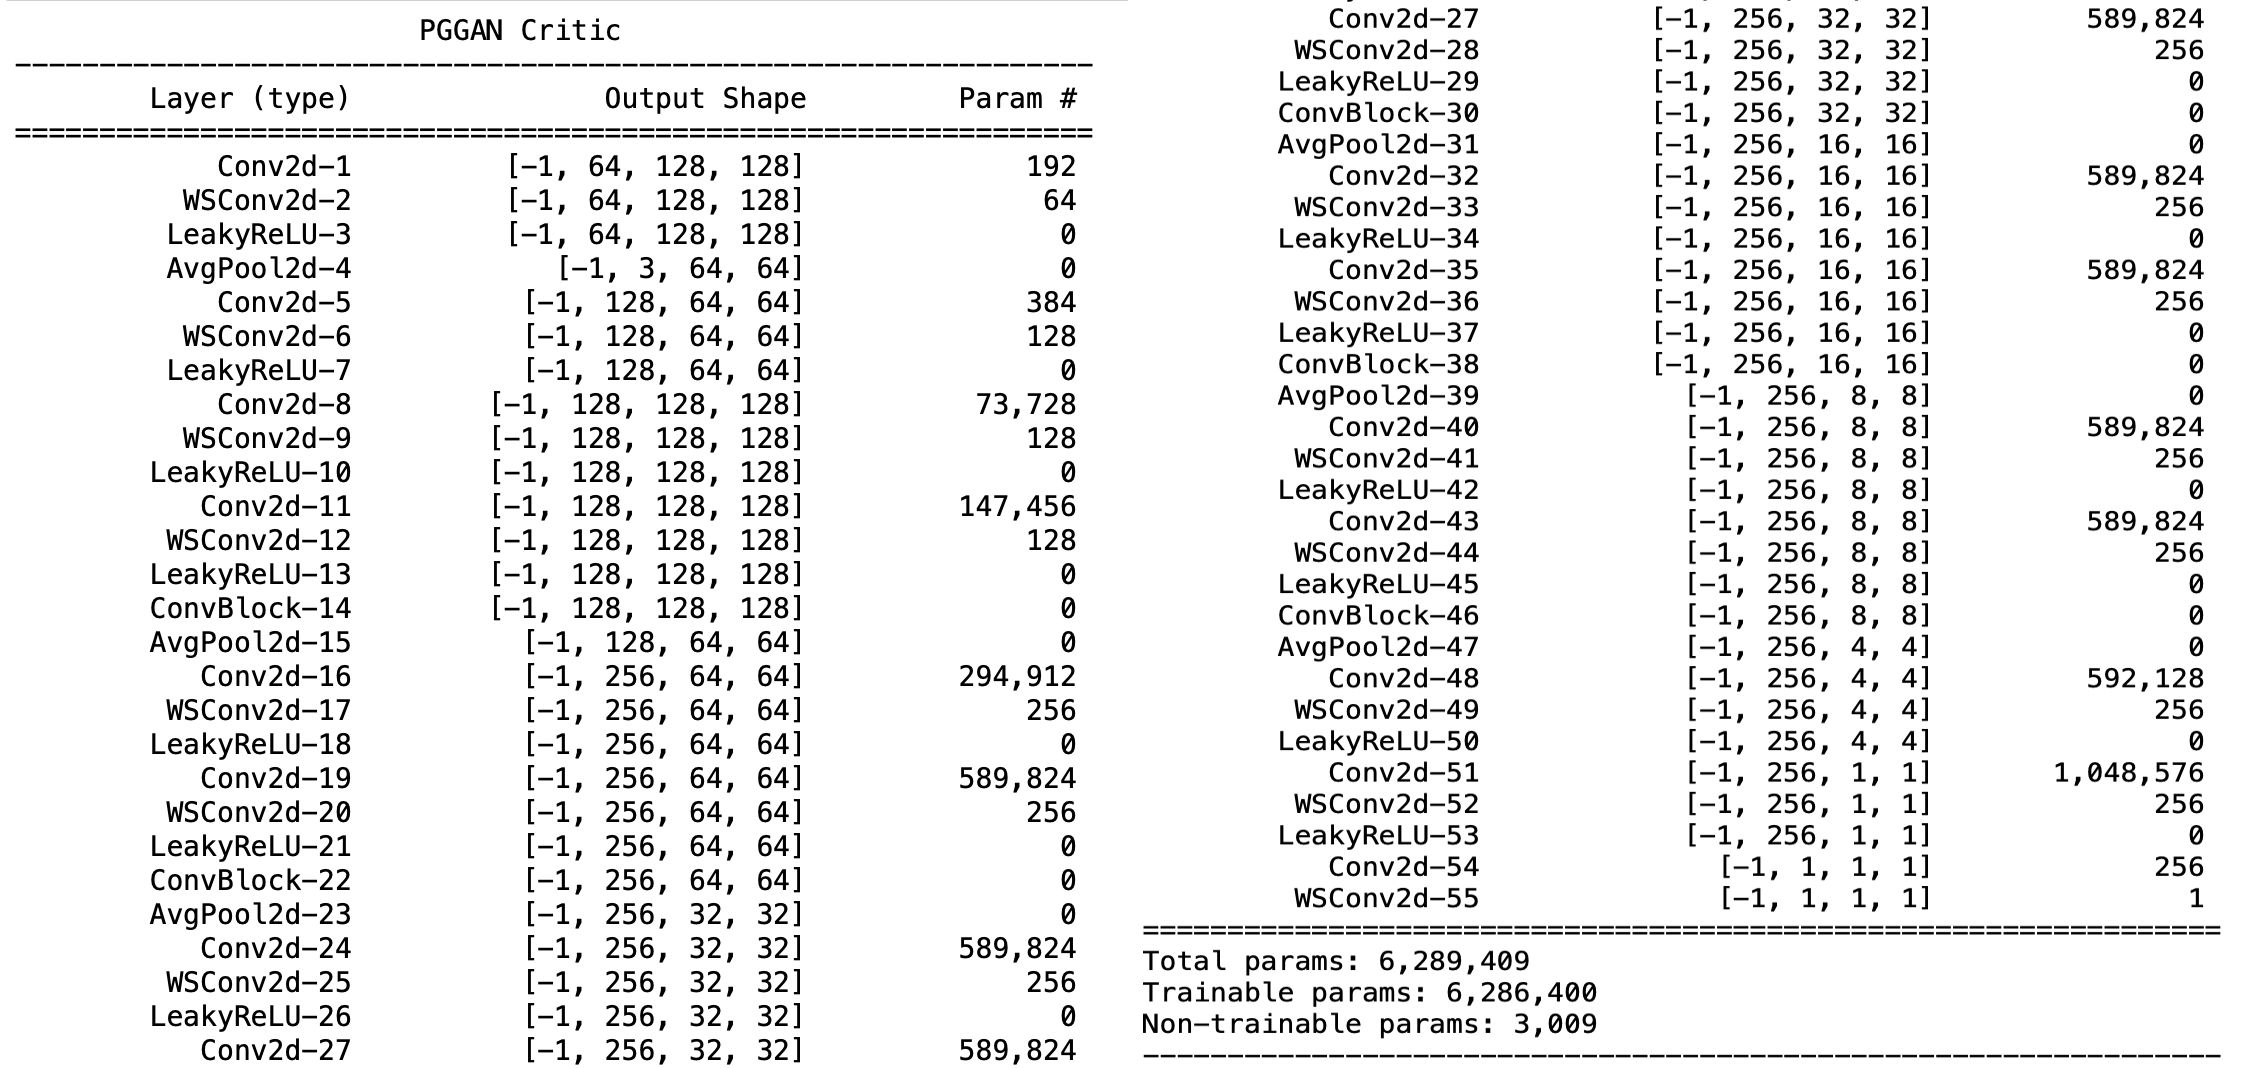 PGGAN Critic
----------------------------------------------------------------
Layer (type) Output Shape Param #
================================================================
Conv2d-1 [-1, 64, 128, 128] 192
WSConv2d-2 [-1, 64, 128, 128] 64
LeakyReLU-3 [-1, 64, 128, 128] 0
AvgPool2d-4 [-1, 3, 64, 64] 0
Conv2d-5 [-1, 128, 64, 64] 384
WSConv2d-6 [-1, 128, 64, 64] 128
LeakyReLU-7 [-1, 128, 64, 64] 0
Conv2d-8 [-1, 128, 128, 128] 73,728
WSConv2d-9 [-1, 128, 128, 128] 128
LeakyReLU-10 [-1, 128, 128, 128] 0
Conv2d-11 [-1, 128, 128, 128] 147,456
WSConv2d-12 [-1, 128, 128, 128] 128
LeakyReLU-13 [-1, 128, 128, 128] 0
ConvBlock-14 [-1, 128, 128, 128] 0
AvgPool2d-15 [-1, 128, 64, 64] 0
Conv2d-16 [-1, 256, 64, 64] 294,912
WSConv2d-17 [-1, 256, 64, 64] 256
LeakyReLU-18 [-1, 256, 64, 64] 0
Conv2d-19 [-1, 256, 64, 64] 589,824
WSConv2d-20 [-1, 256, 64, 64] 256
LeakyReLU-21 [-1, 256, 64, 64] 0
ConvBlock-22 [-1, 256, 64, 64] 0
AvgPool2d-23 [-1, 256, 32, 32] 0
Conv2d-24 [-1, 256, 32, 32] 589,824
WSConv2d-25 [-1, 256, 32, 32] 256
LeakyReLU-26 [-1, 256, 32, 32] 0
Conv2d-27 [-1, 256, 32, 32] 589,824
Conv2d-27 [-1, 256, 32, 32] 589,824
WSConv2d-28 [-1, 256, 32, 32] 256
LeakyReLU-29 [-1, 256, 32, 32] 0
ConvBlock-30 [-1, 256, 32, 32] 0
AvgPool2d-31 [-1, 256, 16, 16] 0
Conv2d-32 [-1, 256, 16, 16] 589,824
WSConv2d-33 [-1, 256, 16, 16] 256
LeakyReLU-34 [-1, 256, 16, 16] 0
Conv2d-35 [-1, 256, 16, 16] 589,824
WSConv2d-36 [-1, 256, 16, 16] 256
LeakyReLU-37 [-1, 256, 16, 16] 0
ConvBlock-38 [-1, 256, 16, 16] 0
AvgPool2d-39 [-1, 256, 8, 8] 0
Conv2d-40 [-1, 256, 8, 8] 589,824
WSConv2d-41 [-1, 256, 8, 8] 256
LeakyReLU-42 [-1, 256, 8, 8] 0
Conv2d-43 [-1, 256, 8, 8] 589,824
WSConv2d-44 [-1, 256, 8, 8] 256
LeakyReLU-45 [-1, 256, 8, 8] 0
ConvBlock-46 [-1, 256, 8, 8] 0
AvgPool2d-47 [-1, 256, 4, 4] 0
Conv2d-48 [-1, 256, 4, 4] 592,128
WSConv2d-49 [-1, 256, 4, 4] 256
LeakyReLU-50 [-1, 256, 4, 4] 0
Conv2d-51 [-1, 256, 1, 1] 1,048,576
WSConv2d-52 [-1, 256, 1, 1] 256
LeakyReLU-53 [-1, 256, 1, 1] 0
Conv2d-54 [-1, 1, 1, 1] 256
WSConv2d-55 [-1, 1, 1, 1] 1
================================================================
Total params: 6,289,409
Trainable params: 6,286,400
Non-trainable params: 3,009
----------------------------------------------------------------